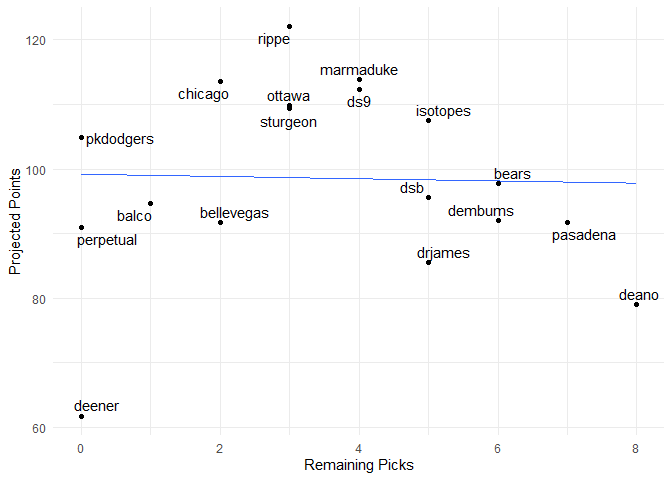 120
100
80
60
Projected Points
rippe
marmaduke
chicago
ottawa
ds9
sturgeon
isotopes
pkdodgers
bears
dsb
balco
bellevegas
dembums
perpetual
pasadena
drjames
deano
deener
0
2
4
6
8
Remaining Picks